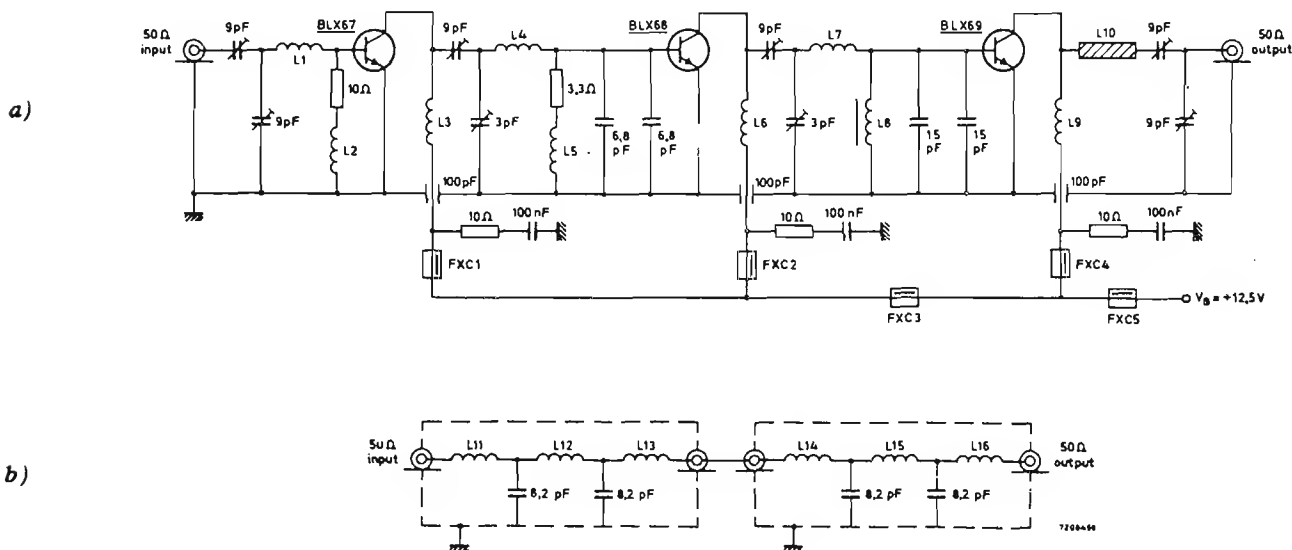 a)
50Ω input
9pF
L1
9pF
10Ω
L2
BLX67
L3
9pF
3pF
L4
3,3Ω
L5
6,8 pF
6,8 pF
BLX68
L6
9pF
3pF
L7
L8
15 pF
15 pF
BLX69
L9
L10
9pF
9pF
50Ω output
100pF
100pF
100pF
10Ω
100nF
10Ω
100nF
10Ω
100nF
FXC1
FXC2
FXC4
FXC3
FXC5
VB = +12,5V
b)
50Ω input
L11
L12
L13
8,2 pF
8,2 pF
L14
L15
L16
8,2 pF
8,2 pF
50Ω output